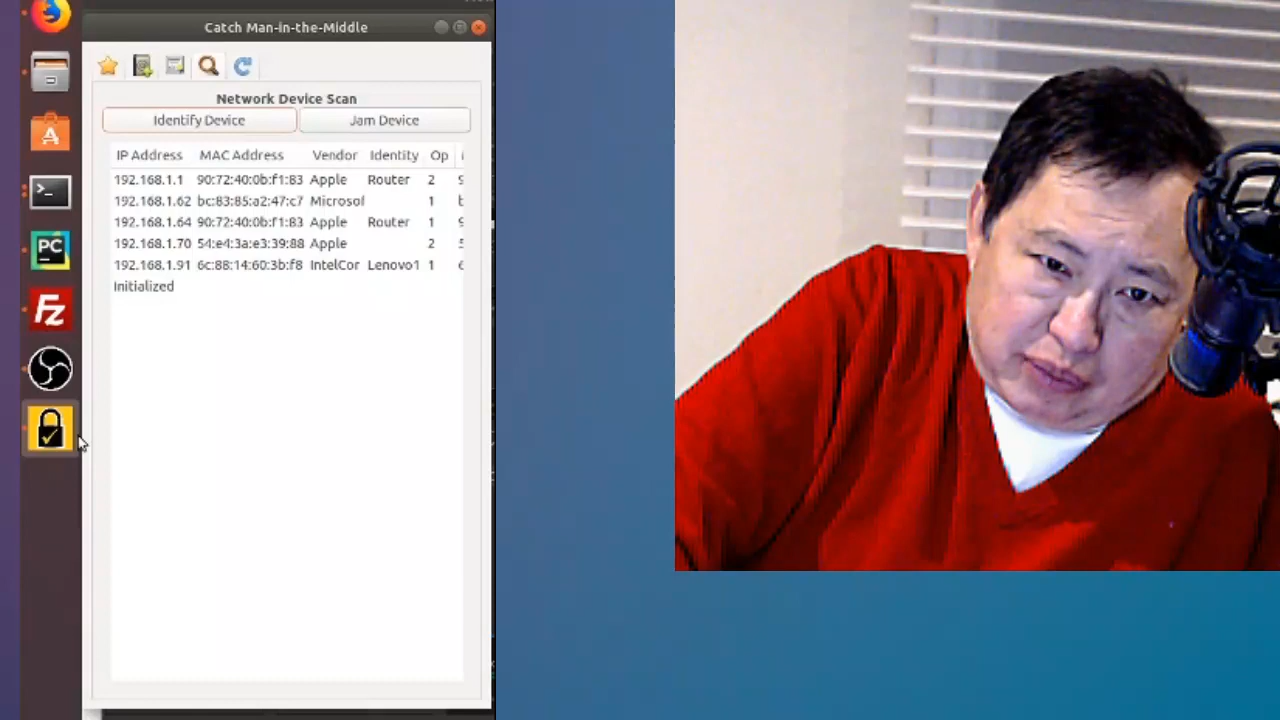 Catch Man-in-the-Middle
Network Device Scan
Identify Device Jam Device
IP Address MAC Address Vendor Identity Op
192.168.1.1 90:72:40:0b:f1:83 Apple Router 2
192.168.1.62 bc:83:85:a2:47:c7 Microsof 1
192.168.1.64 90:72:40:0b:f1:83 Apple Router 1
192.168.1.70 54:e4:3a:e3:39:88 Apple 2
192.168.1.91 6c:88:14:60:3b:f8 IntelCor Lenovo1 1
Initialized
PC
Fz